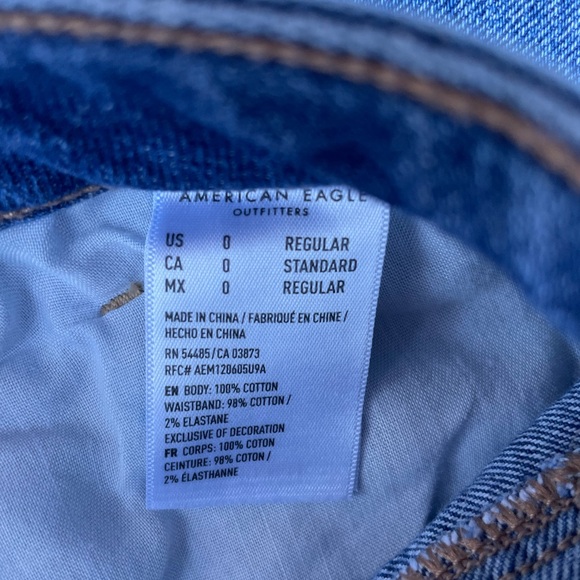 AMERICAN EAGLE
OUTFITTERS
US 0 REGULAR
CA 0 STANDARD
MX 0 REGULAR
MADE IN CHINA / FABRIQUÉ EN CHINE /
HECHO EN CHINA
RN 54485/CA 03873
RFC# AEM120605U9A
EN BODY: 100% COTTON
WAISTBAND: 98% COTTON /
2% ELASTANE
EXCLUSIVE OF DECORATION
FR CORPS: 100% COTON
CEINTURE: 98% COTON /
2% ÉLASTHANNE